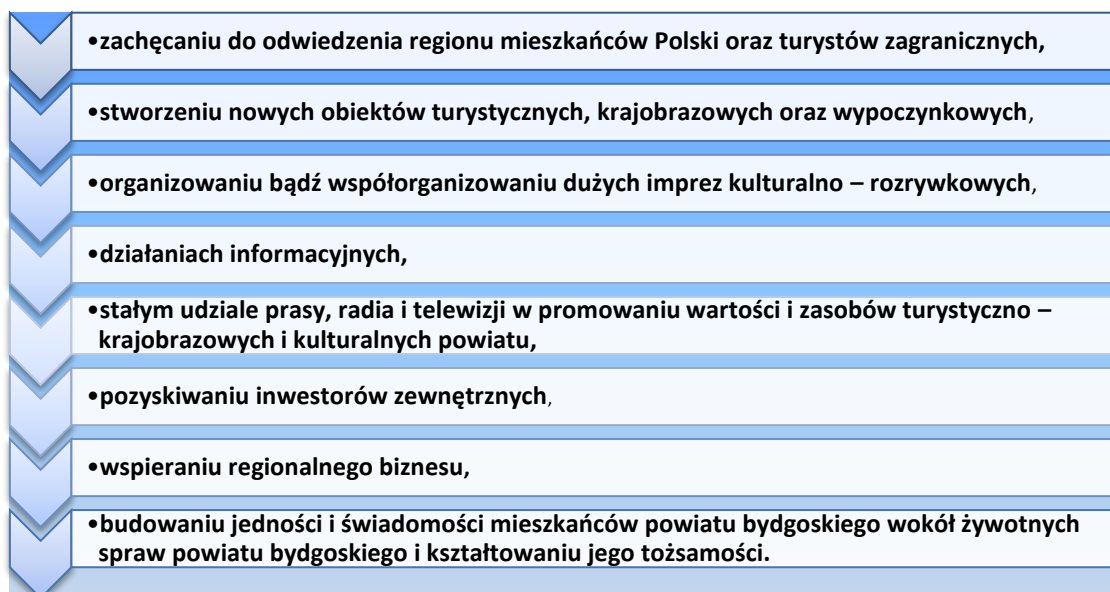 •zachęcaniu do odwiedzenia regionu mieszkańców Polski oraz turystów zagranicznych,
•stworzeniu nowych obiektów turystycznych, krajobrazowych oraz wypoczynkowych,
•organizowaniu bądź współorganizowaniu dużych imprez kulturalno – rozrywkowych,
•działaniach informacyjnych,
•stałym udziale prasy, radia i telewizji w promowaniu wartości i zasobów turystyczno –
krajobrazowych i kulturalnych powiatu,
•pozyskiwaniu inwestorów zewnętrznych,
•wspieraniu regionalnego biznesu,
•budowaniu jedności i świadomości mieszkańców powiatu bydgoskiego wokół żywotnych
spraw powiatu bydgoskiego i kształtowaniu jego tożsamości.